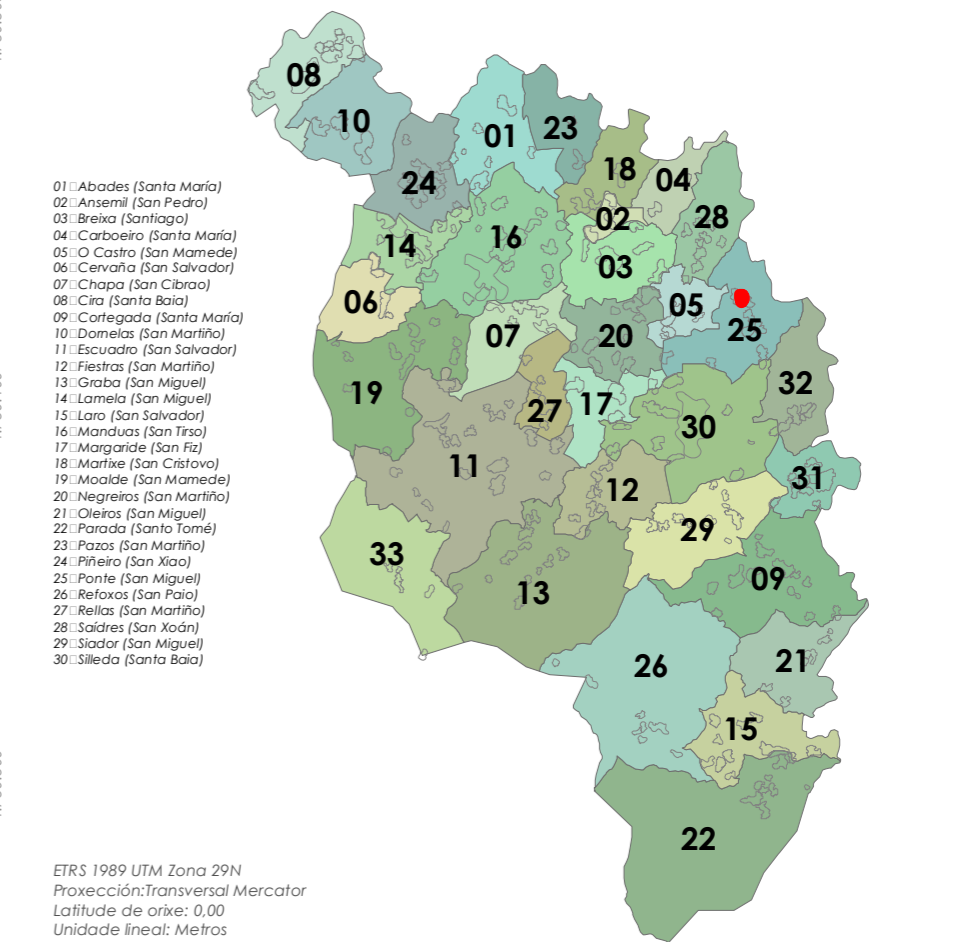 08
10
01
23
24
18
04
02
28
14
16
03
06
05
25
07
20
19
32
27
17
30
11
31
12
29
33
13
09
26
21
15
22
01 Abades (Santa María)
02 Ansemil (San Pedro)
03 Breixa (Santiago)
04 Carboeiro (Santa María)
05 O Castro (San Mamede)
06 Cervaña (San Salvador)
07 Chapa (San Cibrao)
08 Cira (Santa Baia)
09 Cortegada (Santa María)
10 Dornelas (San Martiño)
11 Escuadro (San Salvador)
12 Fiestras (San Martiño)
13 Graba (San Miguel)
14 Lamela (San Miguel)
15 Laro (San Salvador)
16 Manduas (San Tirso)
17 Margaride (San Fiz)
18 Martixe (San Cristovo)
19 Moalde (San Mamede)
20 Negreiros (San Martiño)
21 Oleiros (San Miguel)
22 Parada (Santo Tomé)
23 Pazos (San Martiño)
24 Piñeiro (San Xiao)
25 Ponte (San Miguel)
26 Refoxos (San Paio)
27 Rellas (San Martiño)
28 Saídres (San Xoán)
29 Siador (San Miguel)
30 Silleda (Santa Baia)
ETRS 1989 UTM Zona 29N
Proxección:Transversal Mercator
Latitude de orixe: 0,00
Unidade lineal: Metros